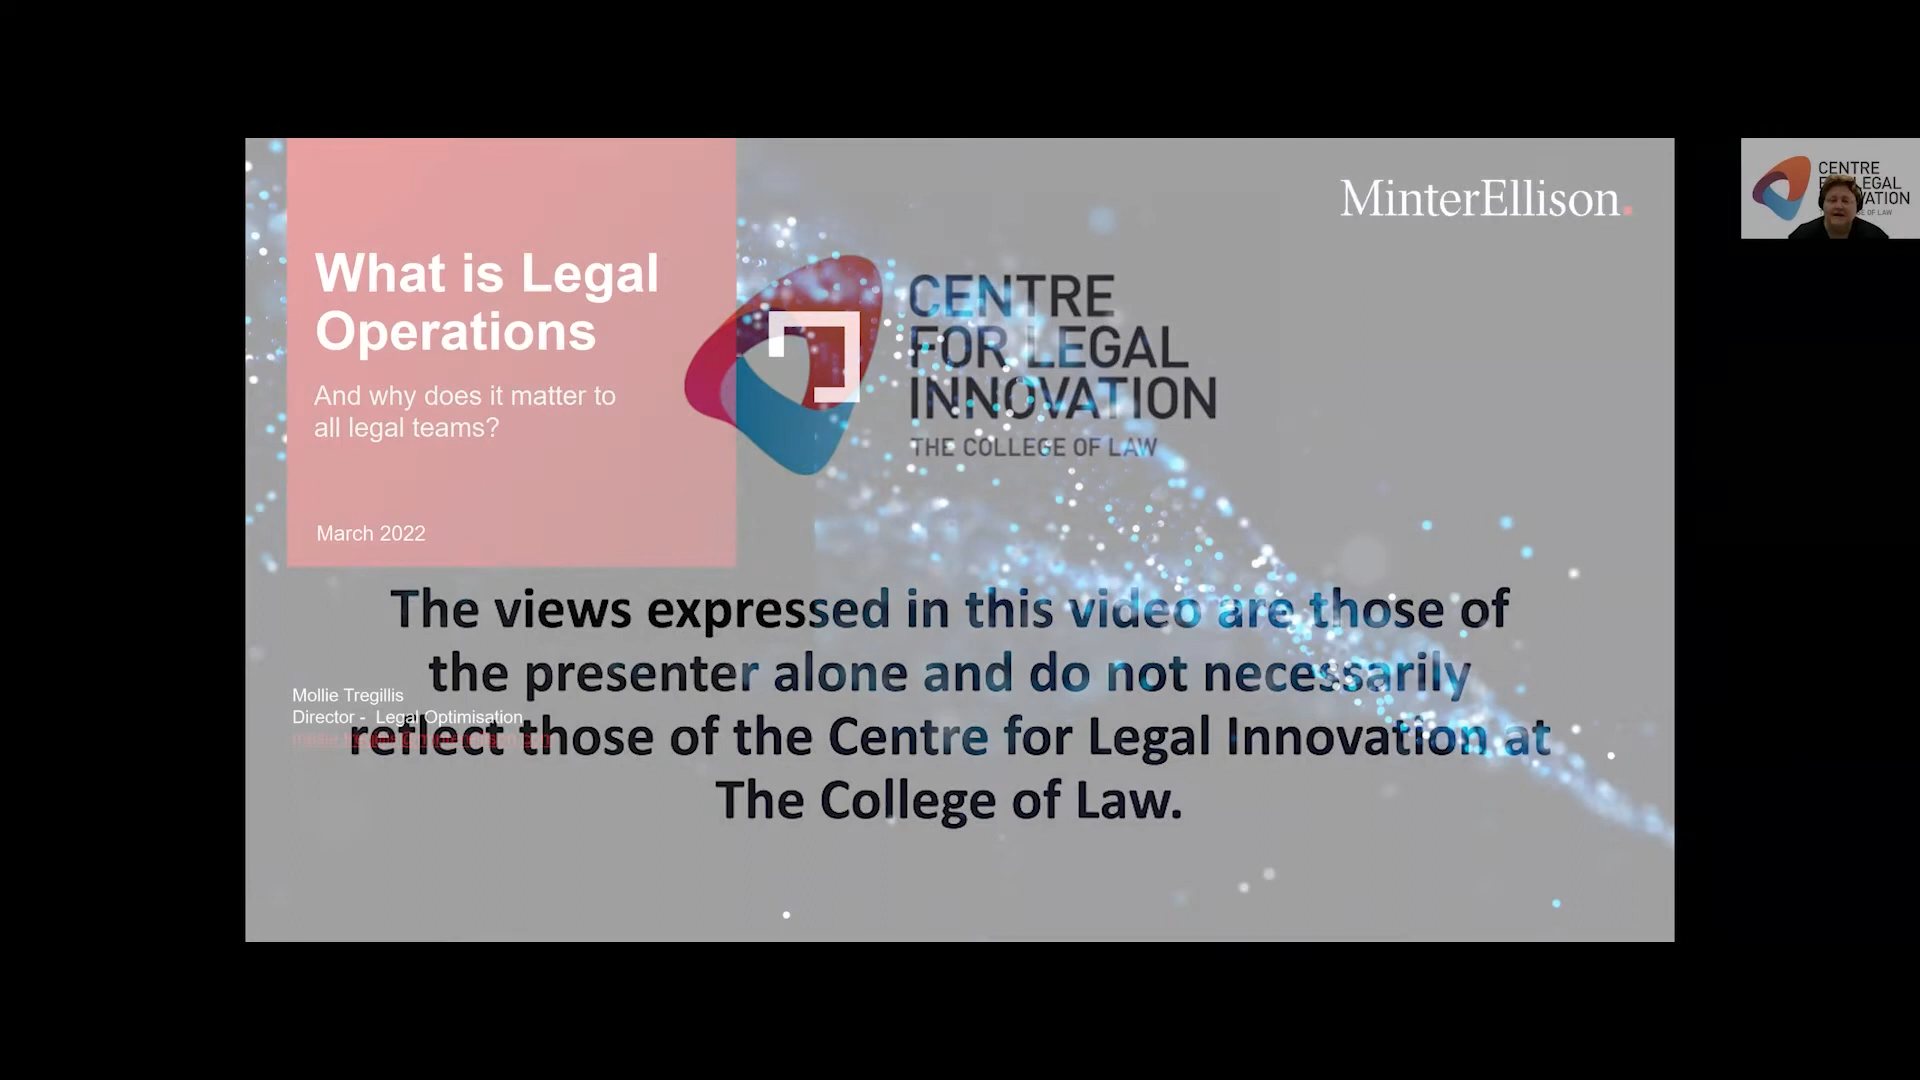 MinterEllison.
What is Legal
Operations
And why does it matter to
all legal teams?
March 2022
CENTRE
FOR LEGAL
INNOVATION
THE COLLEGE OF LAW
The views expressed in this video are those of
the presenter alone and do not necessarily
reflect those of the Centre for Legal Innovation at
The College of Law.
Mollie Tregillis
Director - Legal Optimisation
CENTRE
LEGAL
OF LAW